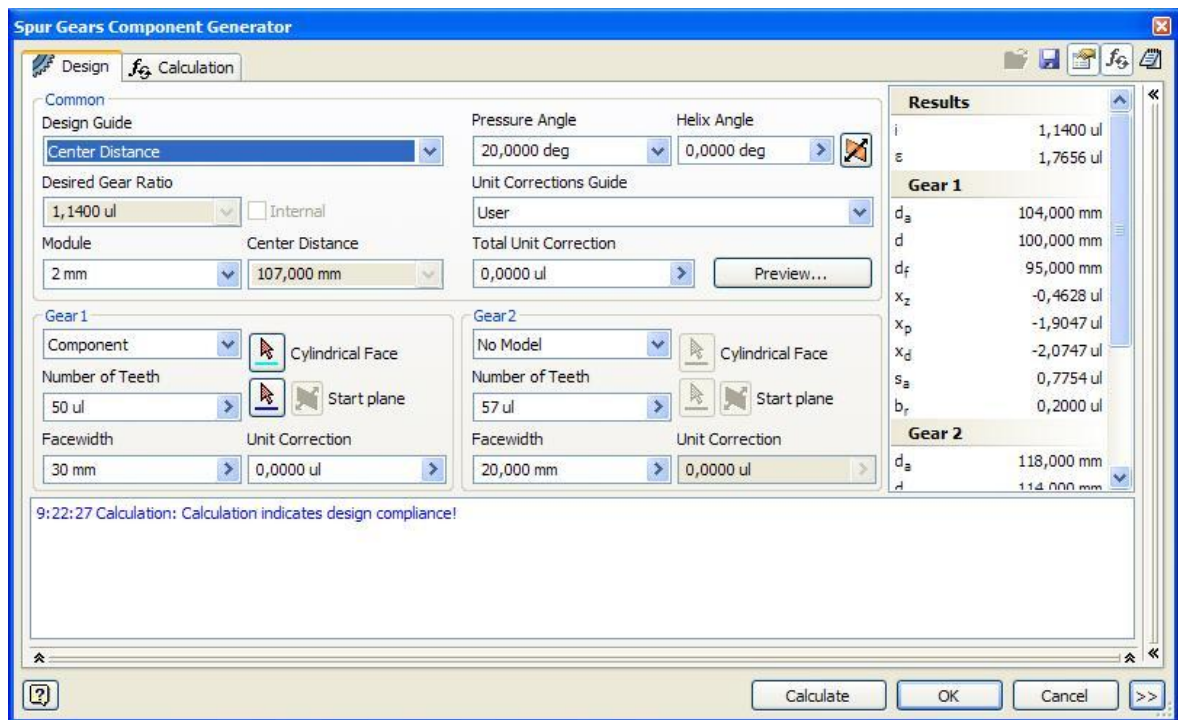 Spur Gears Component Generator
Design
Calculation
Common
Design Guide
Pressure Angle
Helix Angle
Center Distance
20,0000 deg
0,0000 deg
Desired Gear Ratio
Unit Corrections Guide
1,1400 ul
Internal
User
Module
Center Distance
Total Unit Correction
2 mm
107,000 mm
0,0000 ul
Preview...
Gear1
Component
Cylindrical Face
Number of Teeth
50 ul
Start plane
Facewidth
Unit Correction
30 mm
0,0000 ul
Gear2
No Model
Cylindrical Face
Number of Teeth
57 ul
Start plane
Facewidth
Unit Correction
20,000 mm
0,0000 ul
Results
i 1,1400 ul
ε 1,7656 ul
Gear 1
da 104,000 mm
d 100,000 mm
df 95,000 mm
xz -0,4628 ul
xp -1,9047 ul
xd -2,0747 ul
sa 0,7754 ul
br 0,2000 ul
Gear 2
da 118,000 mm
d 114,000 mm
9:22:27 Calculation: Calculation indicates design compliance!
Calculate
OK
Cancel
>>